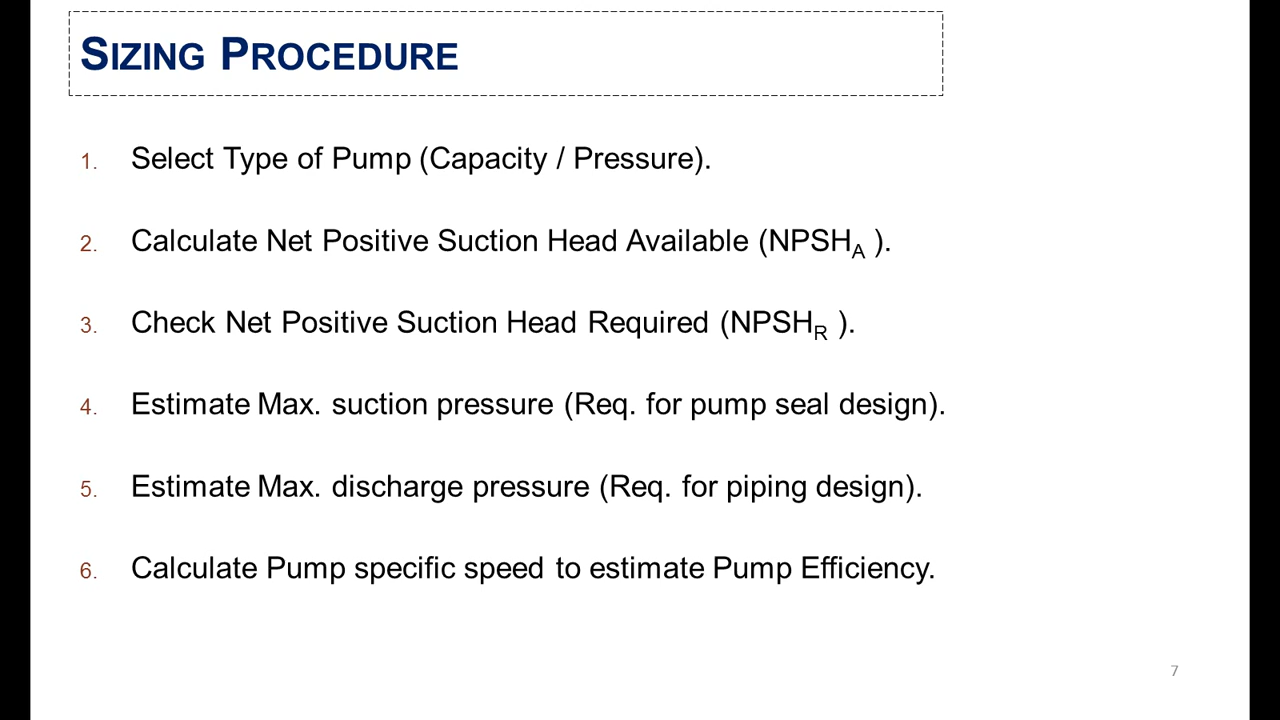 SIZING PROCEDURE
1. Select Type of Pump (Capacity / Pressure).
2. Calculate Net Positive Suction Head Available (NPSHA ).
3. Check Net Positive Suction Head Required (NPSHR ).
4. Estimate Max. suction pressure (Req. for pump seal design).
5. Estimate Max. discharge pressure (Req. for piping design).
6. Calculate Pump specific speed to estimate Pump Efficiency.
7